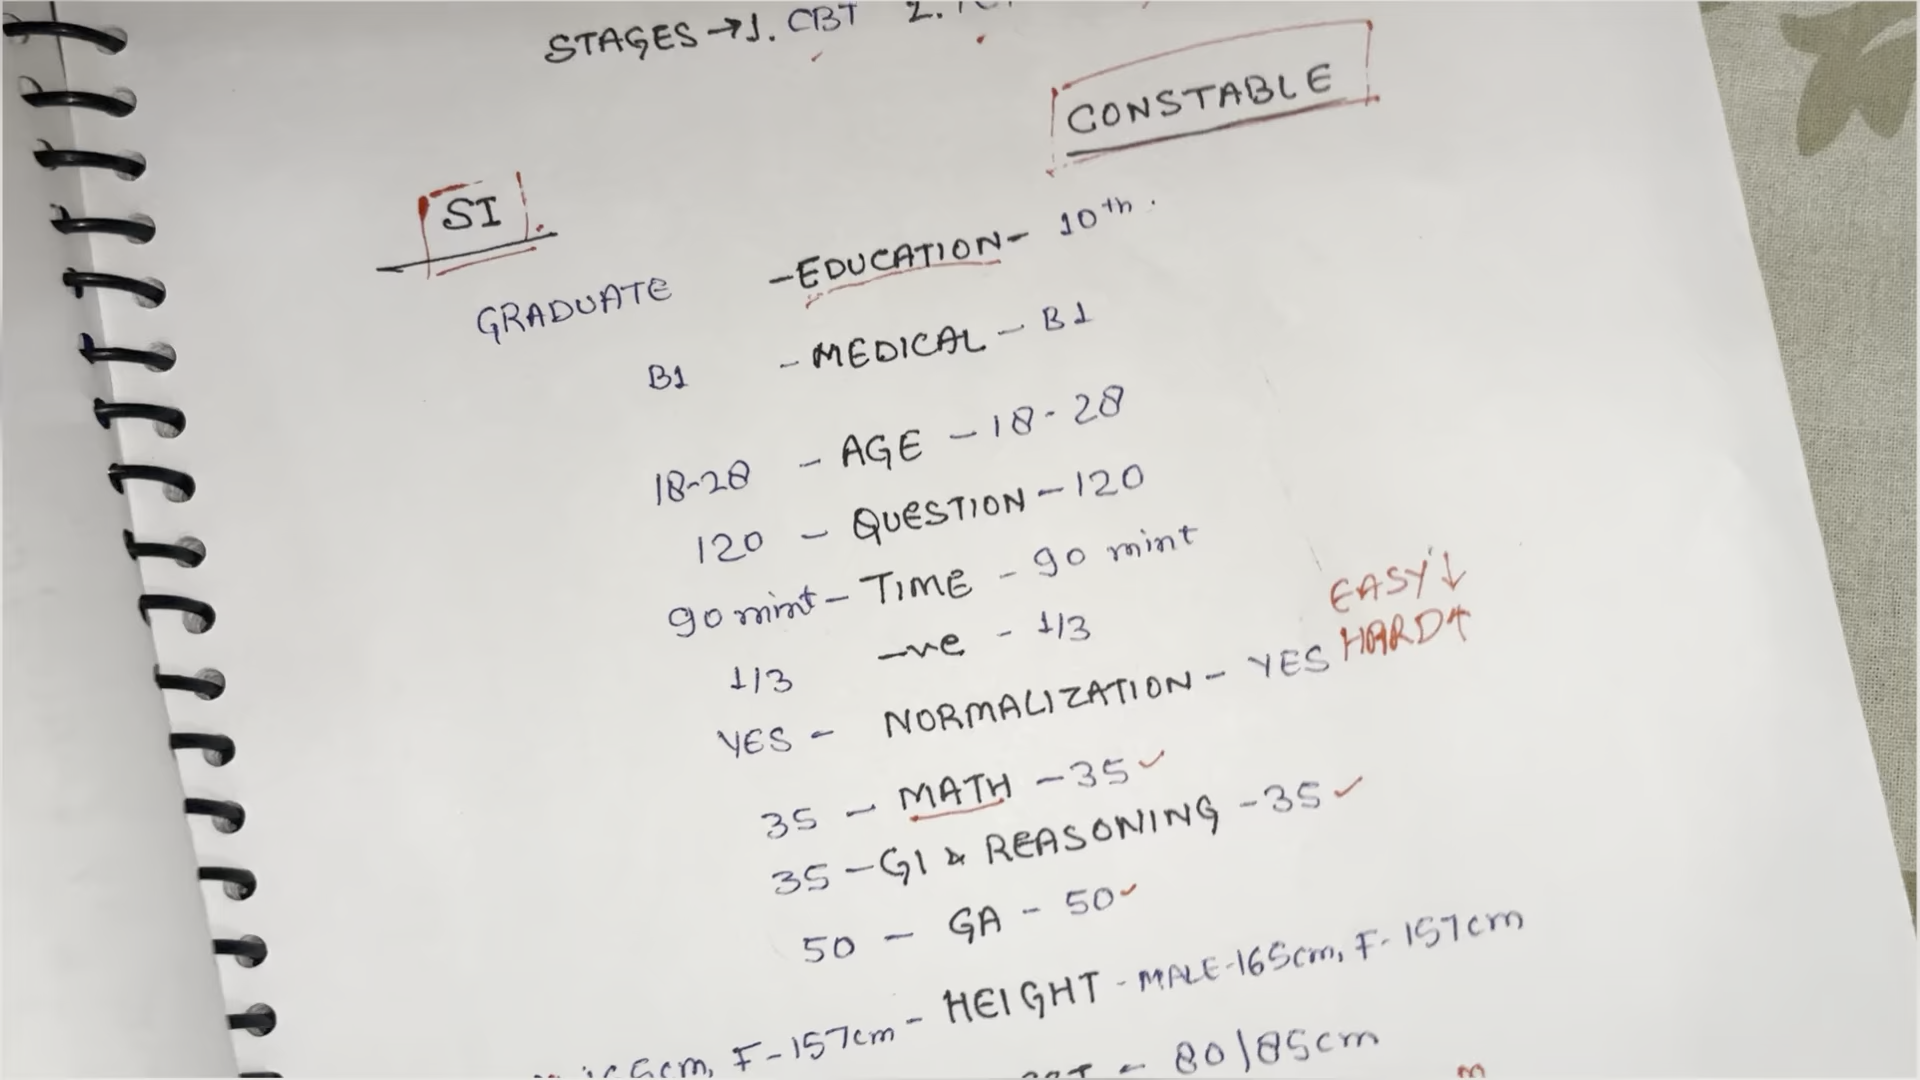 STAGES → 1. CBT 2.
CONSTABLE
SI
GRADUATE - EDUCATION - 10th.
B1 - MEDICAL - B1
18-28 - AGE - 18-28
120 - QUESTION - 120
90 mint - TIME - 90 mint
1/3 -ve - 1/3
EASY ↓
YES - NORMALIZATION - YES HARD ↑
35 - MATH - 35 ✓
35 - GI & REASONING - 35 ✓
50 - GA - 50 ✓
F-157cm - HEIGHT - MALE-165cm, F-157cm
- 80/85cm